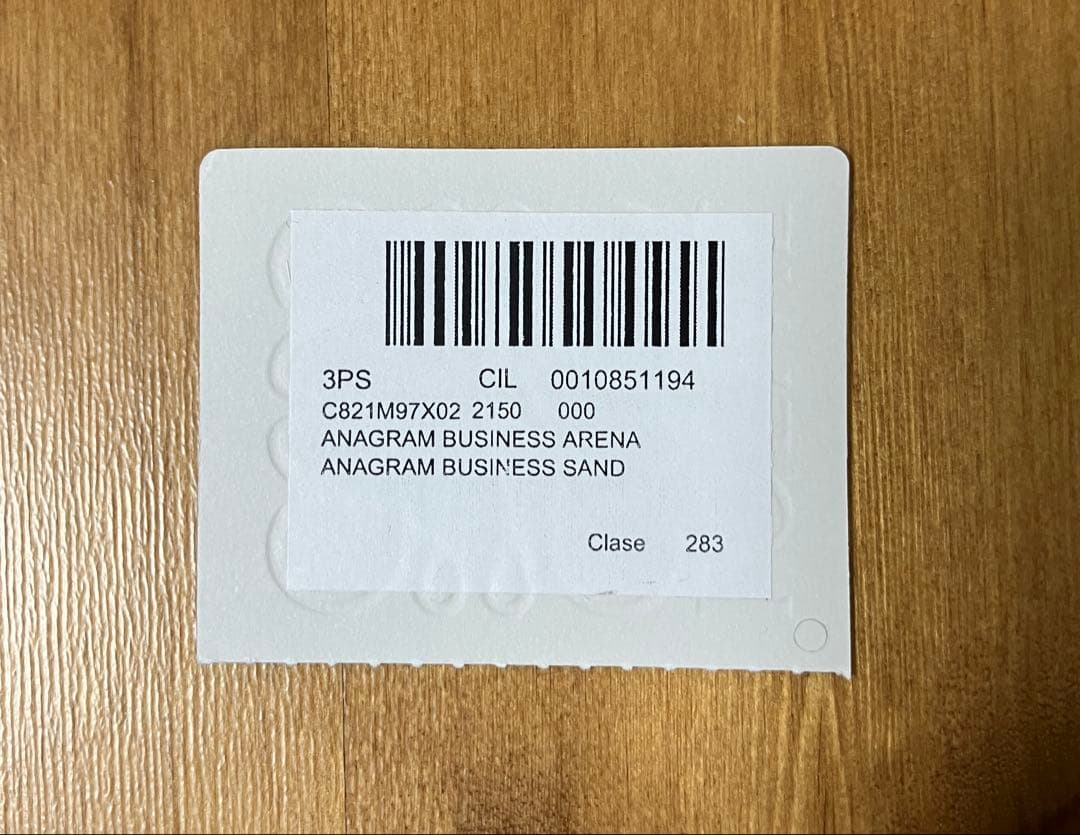 3PS CIL 0010851194
C821M97X02 2150 000
ANAGRAM BUSINESS ARENA
ANAGRAM BUSINESS SAND
Clase 283